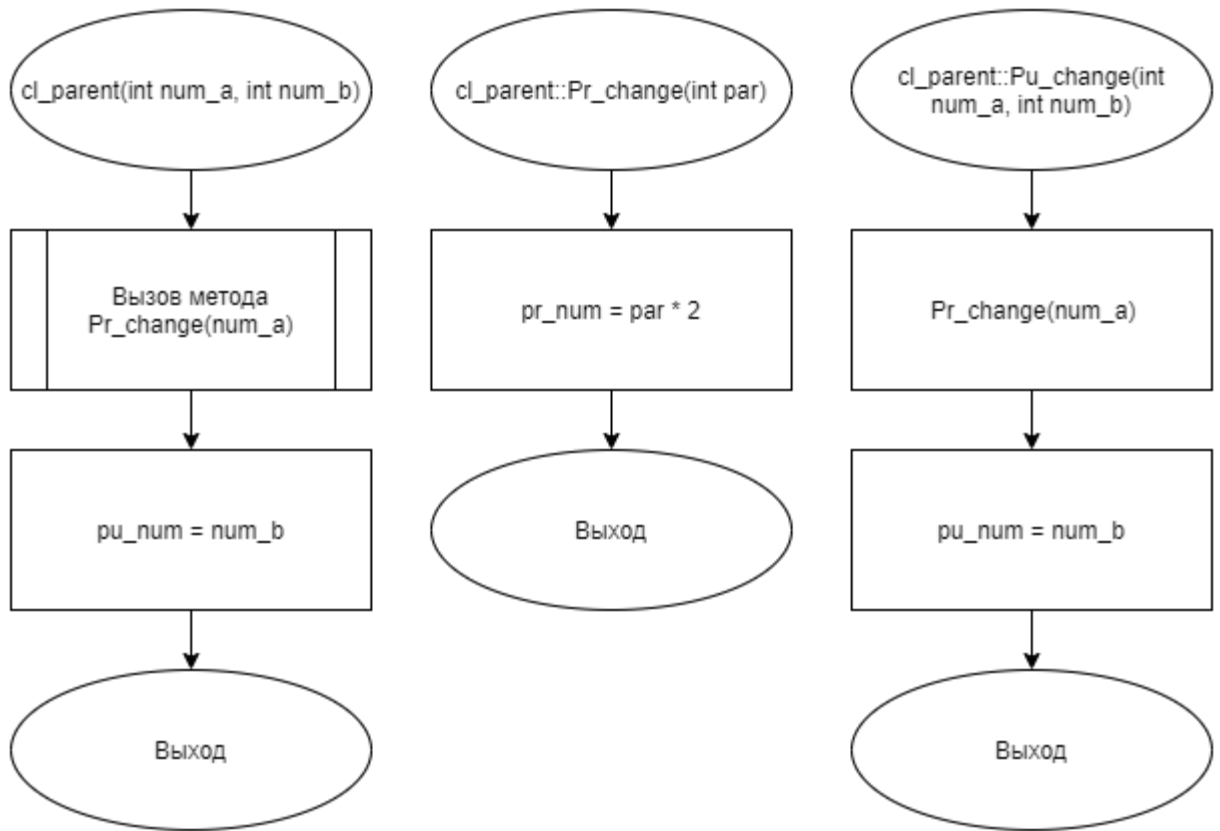 cl_parent(int num_a, int num_b)
Вызов метода
Pr_change(num_a)
pu_num = num_b
Выход
cl_parent::Pr_change(int par)
pr_num = par * 2
Выход
cl_parent::Pu_change(int
num_a, int num_b)
Pr_change(num_a)
pu_num = num_b
Выход